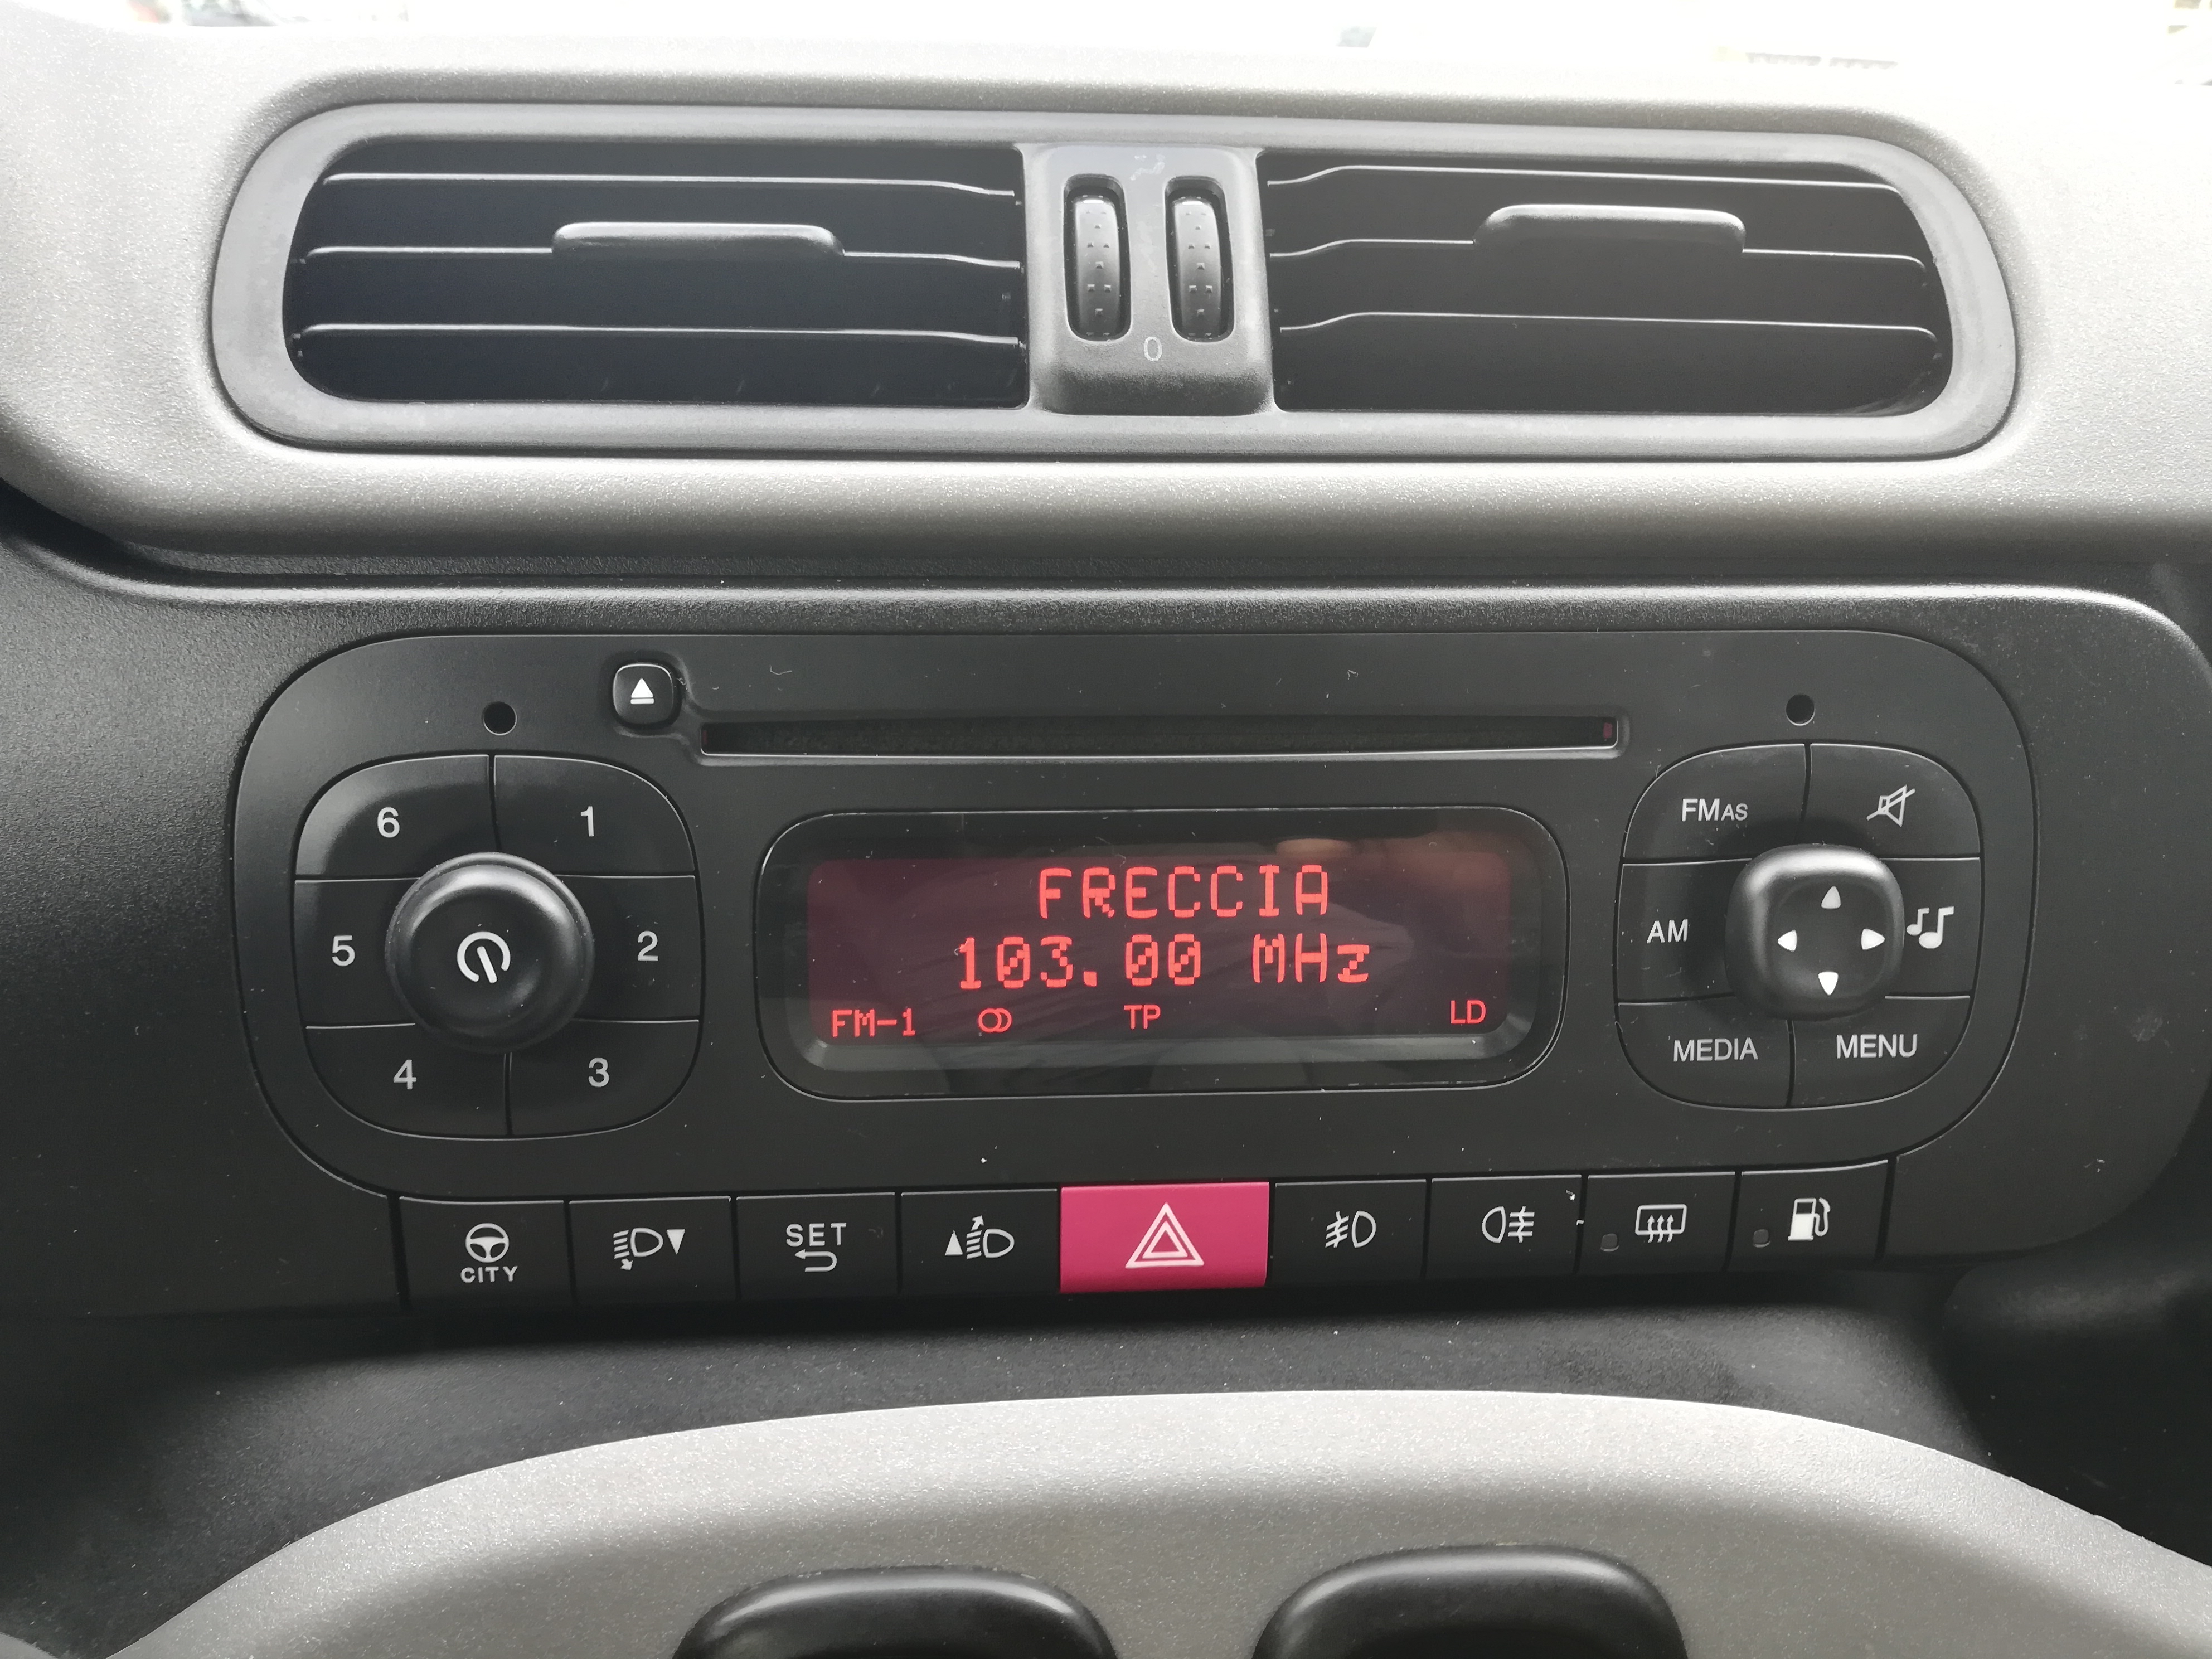 0
6
1
FMAS
FRECCIA
5
2
AM
103.00 MHz
FM-1 TP LD
4
3
MEDIA
MENU
CITY
SET